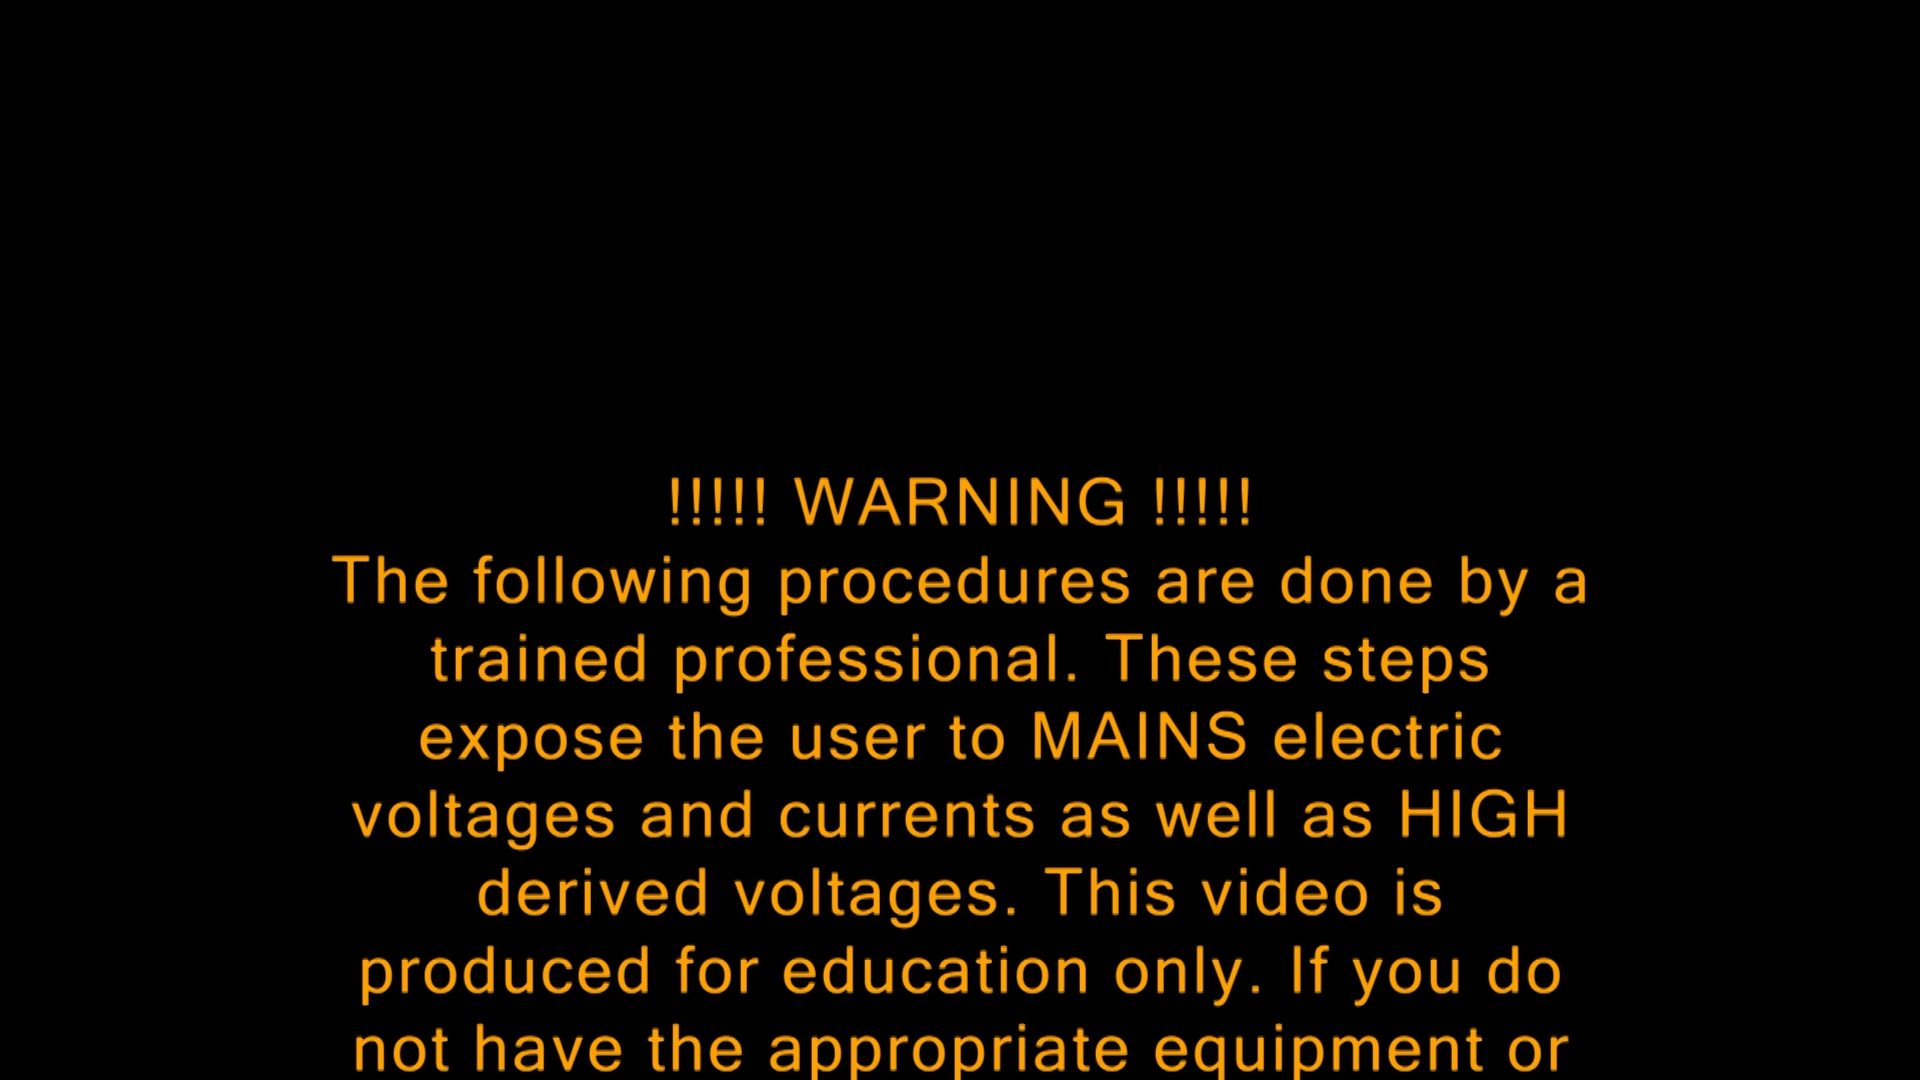 !!!!! WARNING !!!!!
The following procedures are done by a
trained professional. These steps
expose the user to MAINS electric
voltages and currents as well as HIGH
derived voltages. This video is
produced for education only. If you do
not have the appropriate equipment or